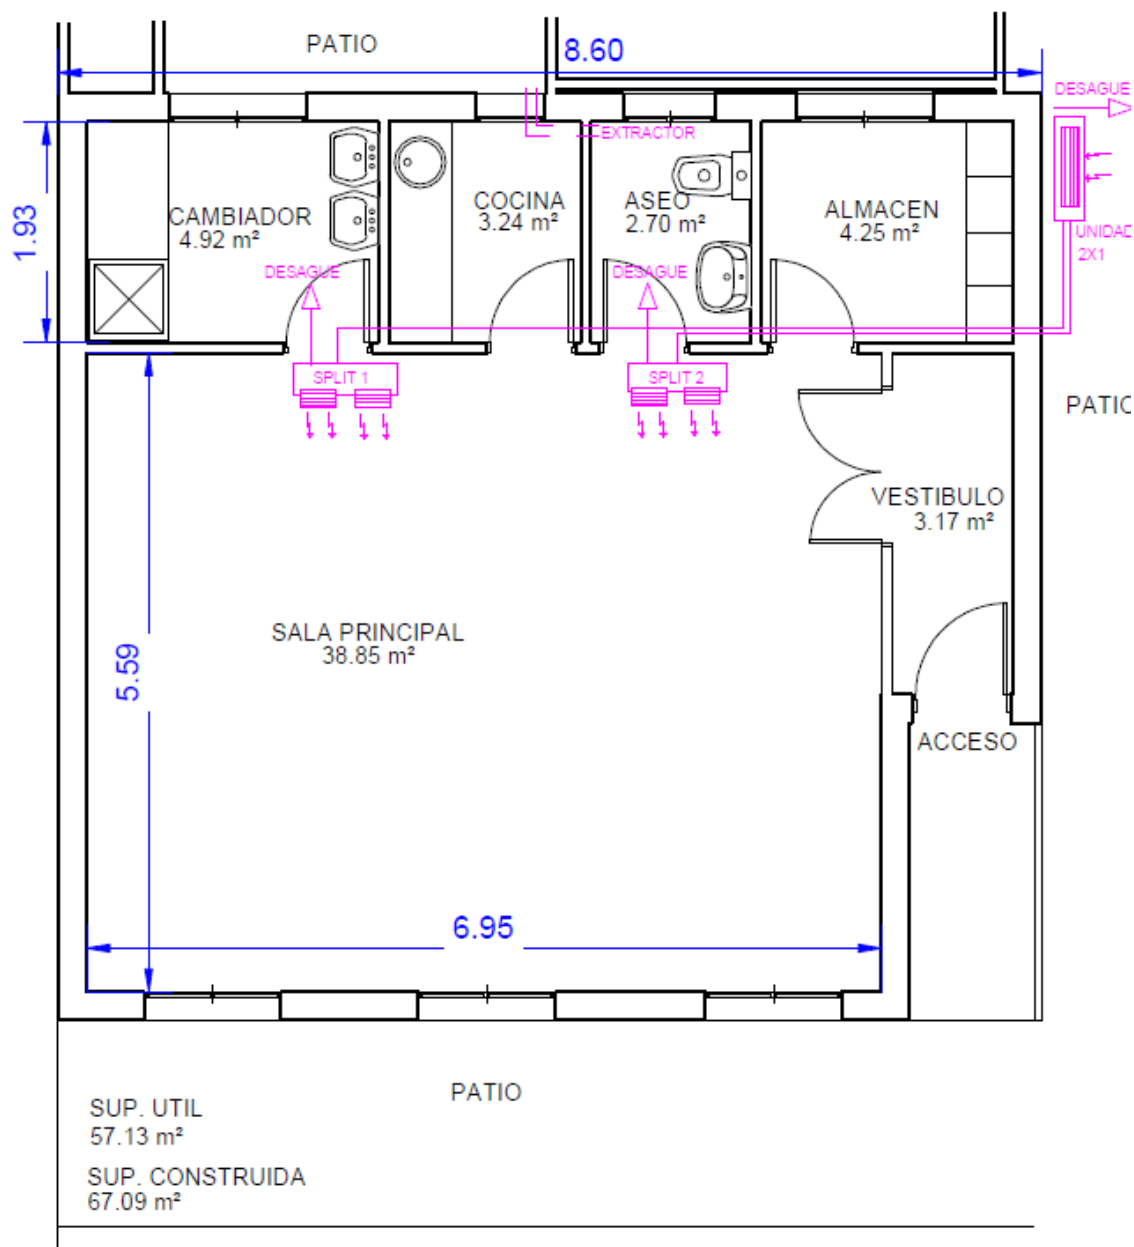 PATIO
8.60
DESAGUE
EXTRACTOR
1.93
CAMBIADOR
4.92 m²
COCINA
3.24 m²
ASEO
2.70 m²
ALMACEN
4.25 m²
UNIDAD
2X1
DESAGUE
DESAGUE
SPLIT 1
SPLIT 2
PATIO
VESTIBULO
3.17 m²
SALA PRINCIPAL
38.85 m²
5.59
ACCESO
6.95
PATIO
SUP. UTIL
57.13 m²
SUP. CONSTRUIDA
67.09 m²